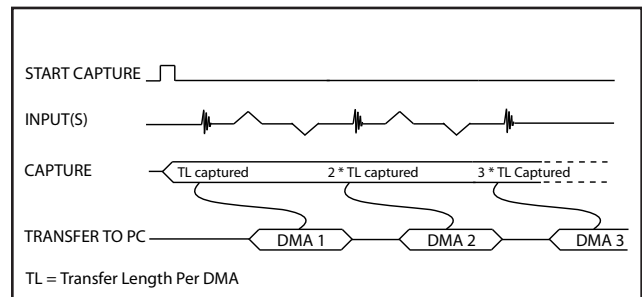 START CAPTURE
INPUT(S)
CAPTURE
TL captured 2 * TL captured 3 * TL Captured
TRANSFER TO PC
DMA 1 DMA 2 DMA 3
TL = Transfer Length Per DMA